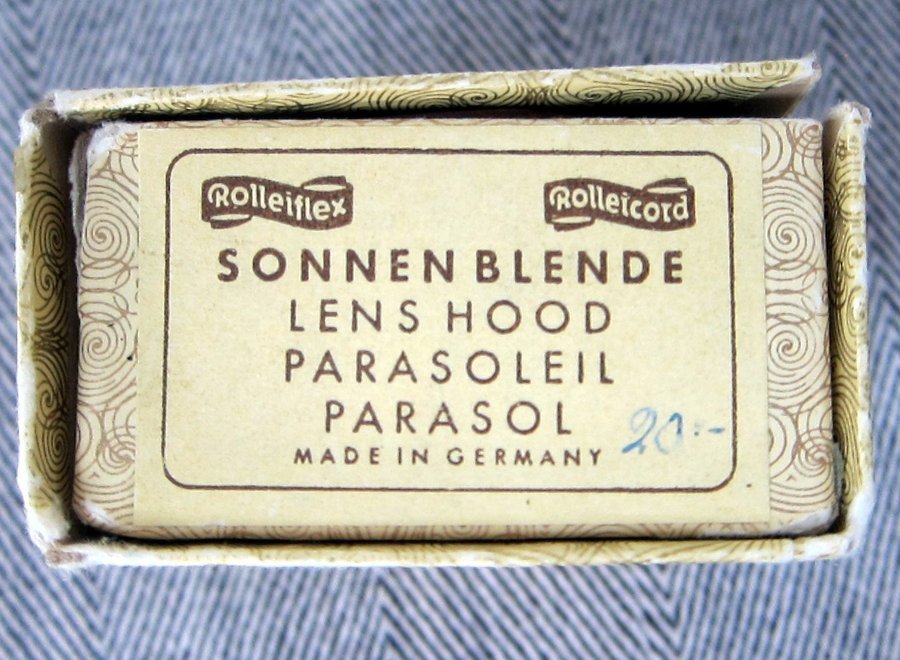 Rolleiflex Rolleicord
SONNENBLENDE
LENS HOOD
PARASOLEIL
PARASOL
20.-
MADE IN GERMANY